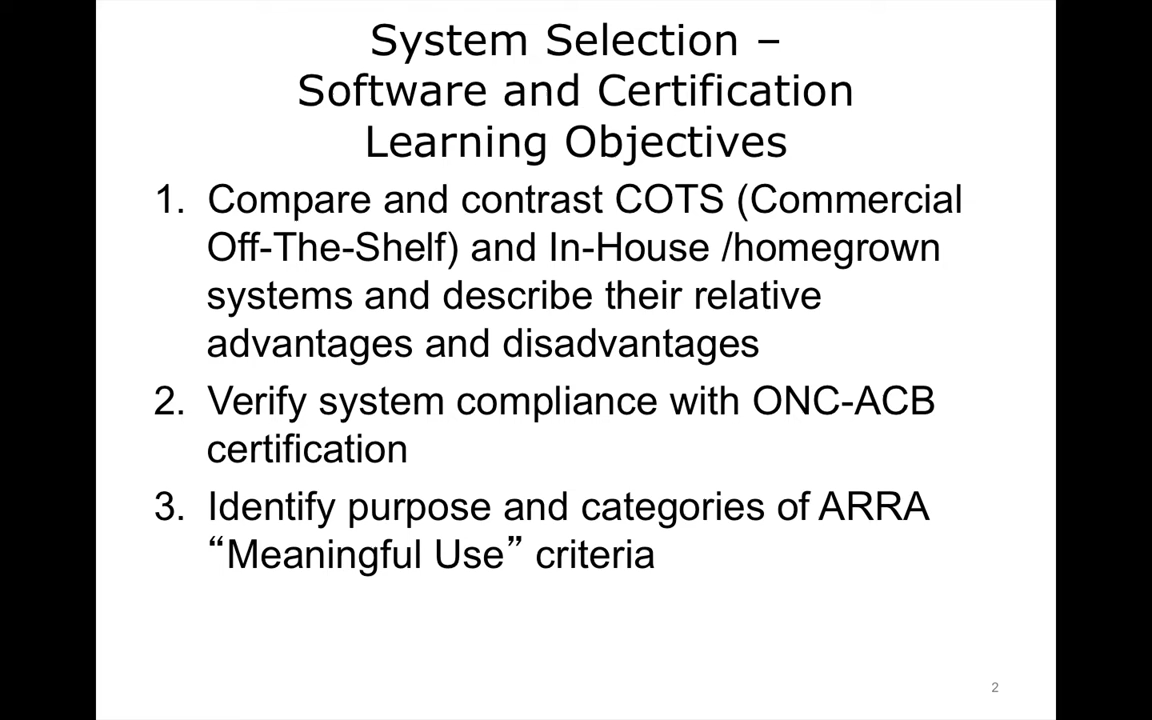 System Selection –
Software and Certification
Learning Objectives
1. Compare and contrast COTS (Commercial
Off-The-Shelf) and In-House /homegrown
systems and describe their relative
advantages and disadvantages
2. Verify system compliance with ONC-ACB
certification
3. Identify purpose and categories of ARRA
“Meaningful Use” criteria
2